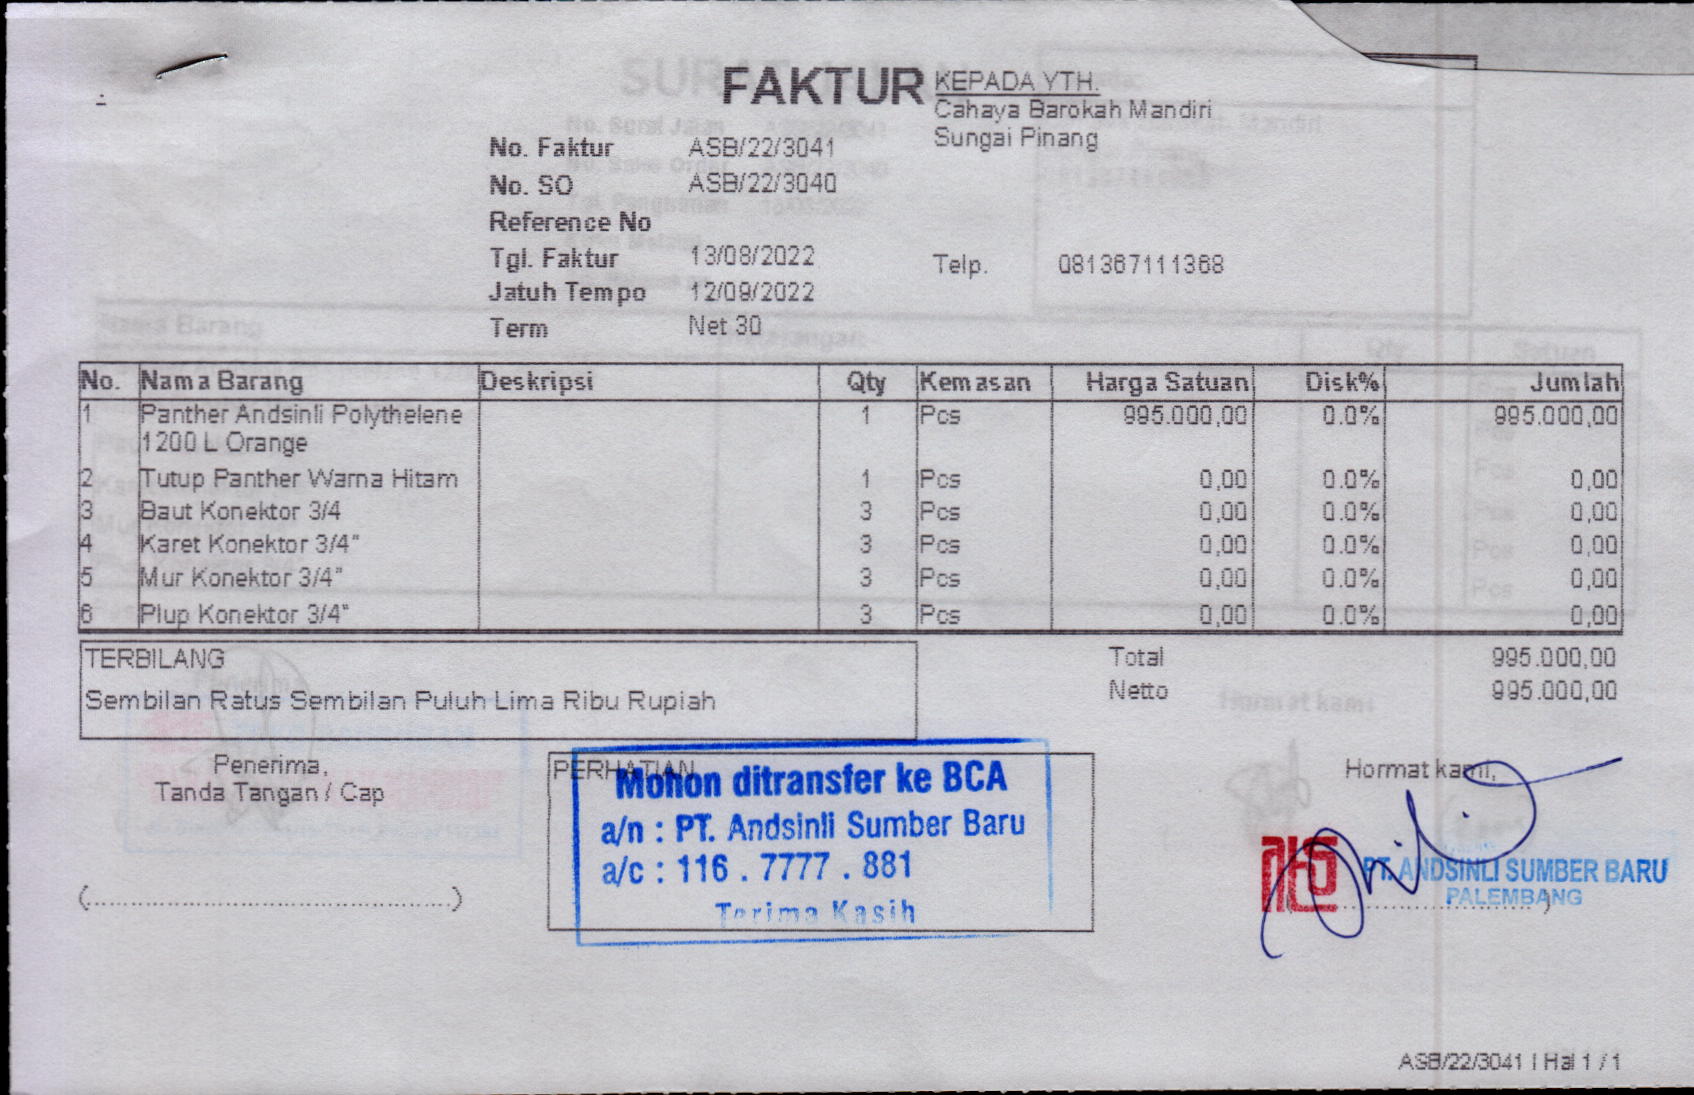 FAKTUR
KEPADA YTH.
Cahaya Barokah Mandiri
Sungai Pinang
No. Faktur ASB/22/3041
No. SO ASB/22/3040
Reference No
Tgl. Faktur 13/08/2022
Telp. 081367111368
Jatuh Tempo 12/09/2022
Term Net 30
No. Nama Barang Deskripsi Qty Kemasan Harga Satuan Disk% Jumlah
1 Panther Andsinli Polythelene 1 Pcs 995.000,00 0.0% 995.000,00
1200 L Orange
2 Tutup Panther Warna Hitam 1 Pcs 0,00 0.0% 0,00
3 Baut Konektor 3/4 3 Pcs 0,00 0.0% 0,00
4 Karet Konektor 3/4" 3 Pcs 0,00 0.0% 0,00
5 Mur Konektor 3/4" 3 Pcs 0,00 0.0% 0,00
6 Plup Konektor 3/4" 3 Pcs 0,00 0.0% 0,00
TERBILANG
Sembilan Ratus Sembilan Puluh Lima Ribu Rupiah
Total 995.000,00
Netto 995.000,00
Penerima,
Tanda Tangan / Cap
(....................................................)
PERHATIAN
Mohon ditransfer ke BCA
a/n : PT. Andsinli Sumber Baru
a/c : 116 . 7777 . 881
Terima Kasih
Hormat kami,
PT. ANDSINLI SUMBER BARU
PALEMBANG
ASB/22/3041 | Hal 1 / 1